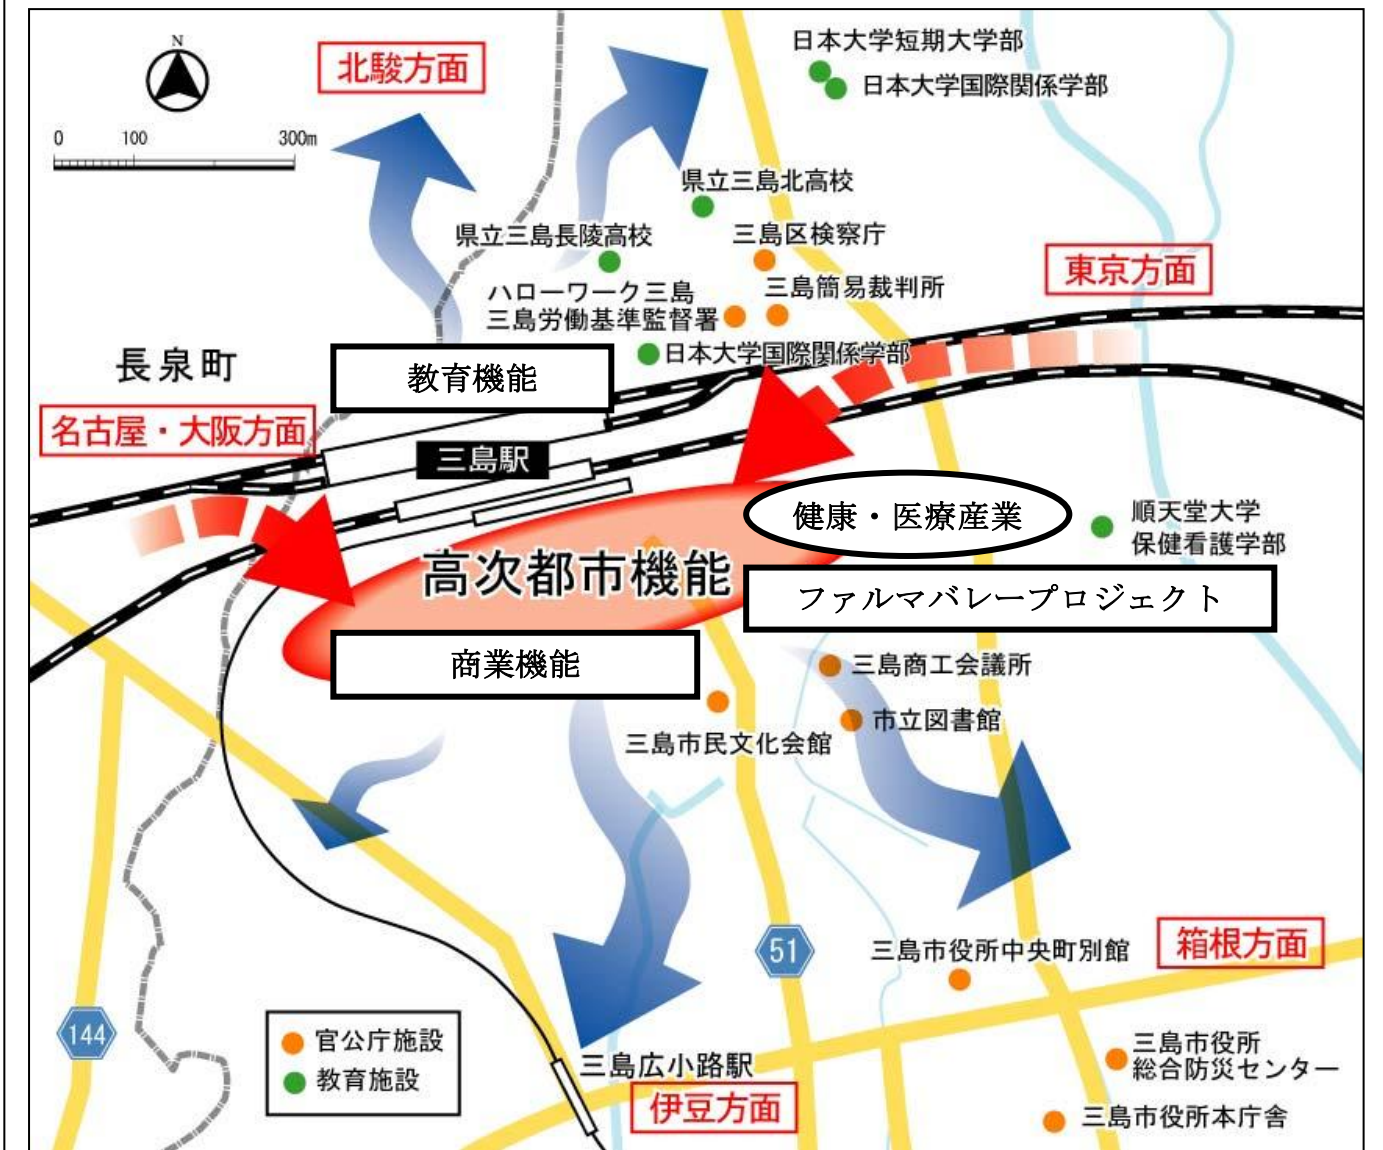 N
0 100 300m
北駿方面
日本大学短期大学部
日本大学国際関係学部
県立三島北高校
県立三島長陵高校
三島区検察庁
東京方面
ハローワーク三島
三島労働基準監督署
三島簡易裁判所
日本大学国際関係学部
長泉町
教育機能
名古屋・大阪方面
三島駅
健康・医療産業
順天堂大学
保健看護学部
高次都市機能
ファルマバレープロジェクト
商業機能
三島商工会議所
市立図書館
三島市民文化会館
51
三島市役所中央町別館
箱根方面
144
官公庁施設
教育施設
三島広小路駅
三島市役所
総合防災センター
伊豆方面
三島市役所本庁舎